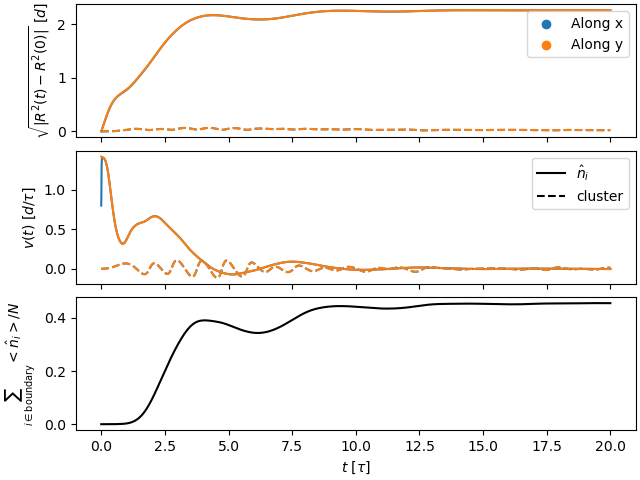 √|R²(t) − R²(0)| [d]
2
1
0
Along x
Along y
v(t) [d/τ]
1.0
0.5
0.0
n̂ᵢ
cluster
∑ i∈boundary < n̂ᵢ > /N
0.4
0.2
0.0
0.0 2.5 5.0 7.5 10.0 12.5 15.0 17.5 20.0
t [τ]